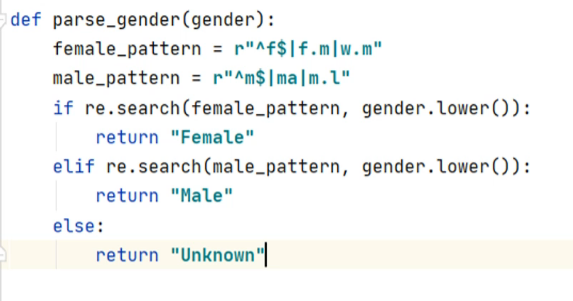 def parse_gender(gender):
    female_pattern = r"^f$|f.m|w.m"
    male_pattern = r"^m$|ma|m.l"
    if re.search(female_pattern, gender.lower()):
        return "Female"
    elif re.search(male_pattern, gender.lower()):
        return "Male"
    else:
        return "Unknown"